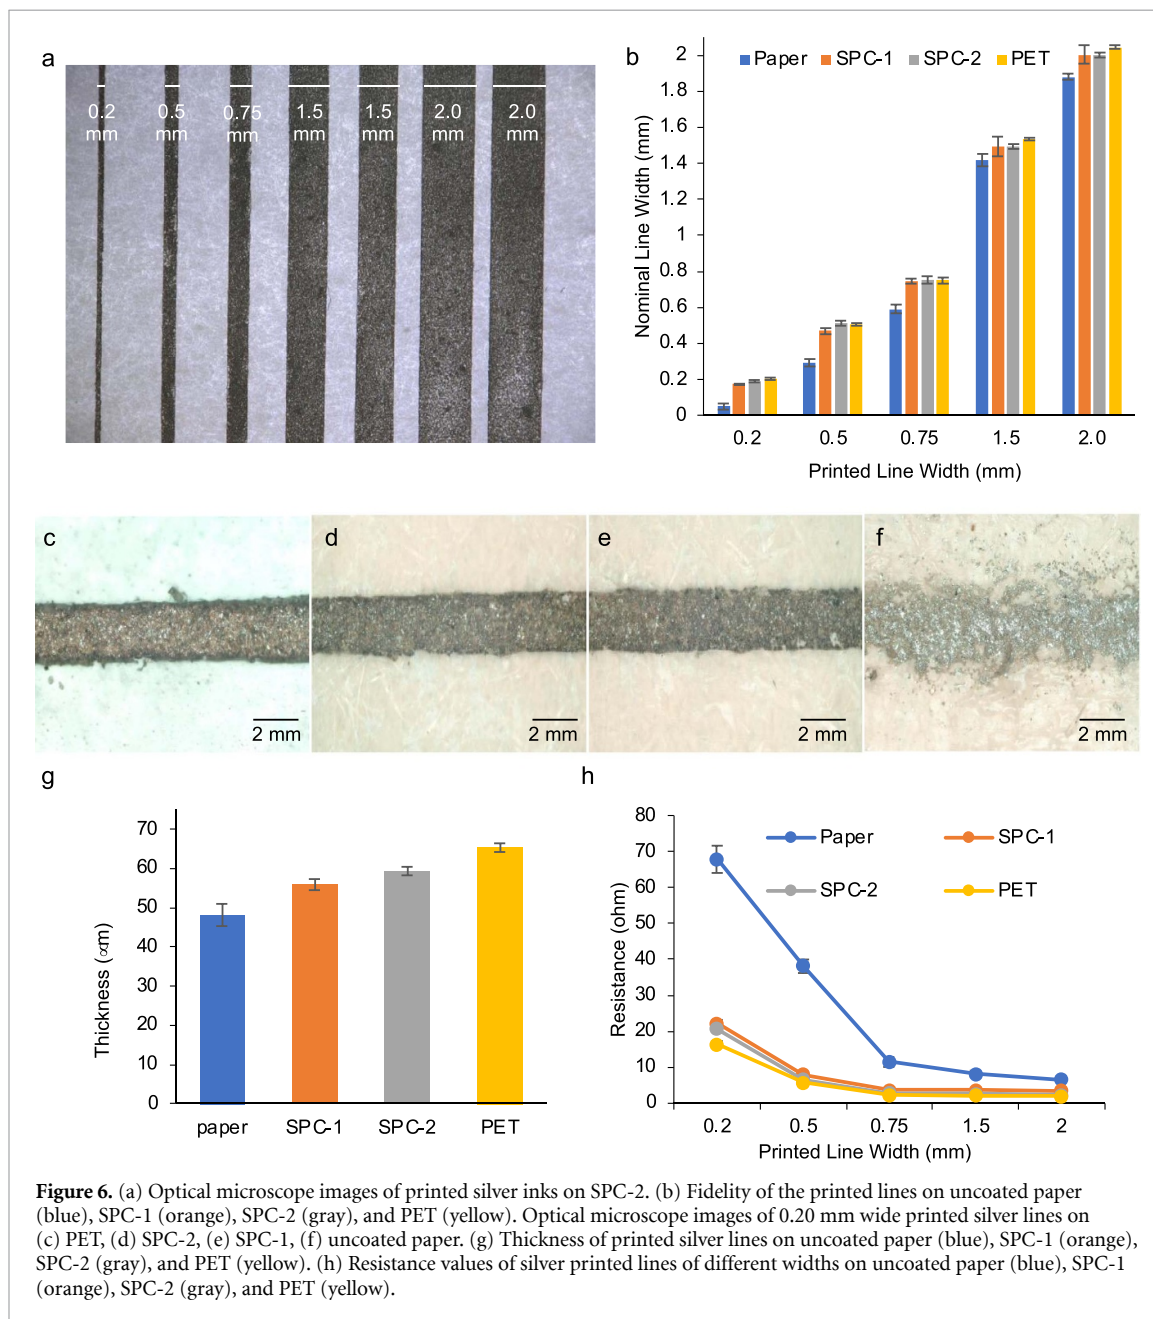 a
0.2 0.5 0.75 1.5 1.5 2.0 2.0
mm mm mm mm mm mm mm
b
Paper SPC-1 SPC-2 PET
Nominal Line Width (mm)
2
1.8
1.6
1.4
1.2
1
0.8
0.6
0.4
0.2
0
0.2 0.5 0.75 1.5 2.0
Printed Line Width (mm)
c d e f
2 mm 2 mm 2 mm 2 mm
g
Thickness (αm)
70
60
50
40
30
20
10
0
paper SPC-1 SPC-2 PET
h
Resistance (ohm)
80
70
60
50
40
30
20
10
0
Paper SPC-1
SPC-2 PET
0.2 0.5 0.75 1.5 2
Printed Line Width (mm)
Figure 6. (a) Optical microscope images of printed silver inks on SPC-2. (b) Fidelity of the printed lines on uncoated paper
(blue), SPC-1 (orange), SPC-2 (gray), and PET (yellow). Optical microscope images of 0.20 mm wide printed silver lines on
(c) PET, (d) SPC-2, (e) SPC-1, (f) uncoated paper. (g) Thickness of printed silver lines on uncoated paper (blue), SPC-1 (orange),
SPC-2 (gray), and PET (yellow). (h) Resistance values of silver printed lines of different widths on uncoated paper (blue), SPC-1
(orange), SPC-2 (gray), and PET (yellow).